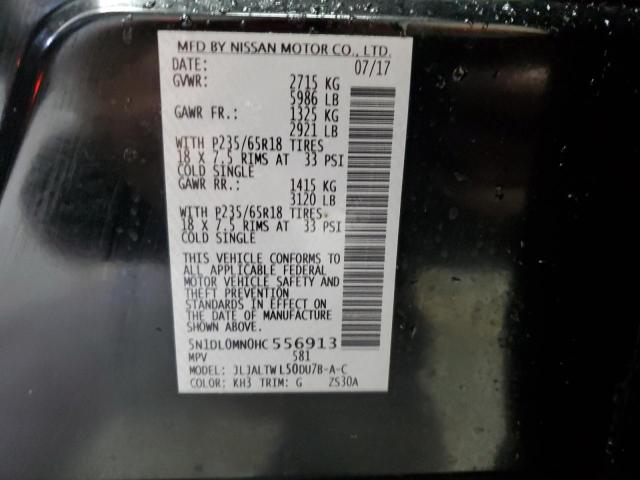 MFD BY NISSAN MOTOR CO., LTD.
DATE: 07/17
GVWR: 2715 KG
5986 LB
GAWR FR.: 1325 KG
2921 LB
WITH P235/65R18 TIRES
18 X 7.5 RIMS AT 33 PSI
COLD SINGLE
GAWR RR.: 1415 KG
3120 LB
WITH P235/65R18 TIRES
18 X 7.5 RIMS AT 33 PSI
COLD SINGLE
THIS VEHICLE CONFORMS TO
ALL APPLICABLE FEDERAL
MOTOR VEHICLE SAFETY AND
THEFT PREVENTION
STANDARDS IN EFFECT ON
THE DATE OF MANUFACTURE
SHOWN ABOVE.
5N1DL0MN0HC 556913
MPV 581
MODEL: JLJALTW L50DU7B-A-C
COLOR: KH3 TRIM: G ZS30A